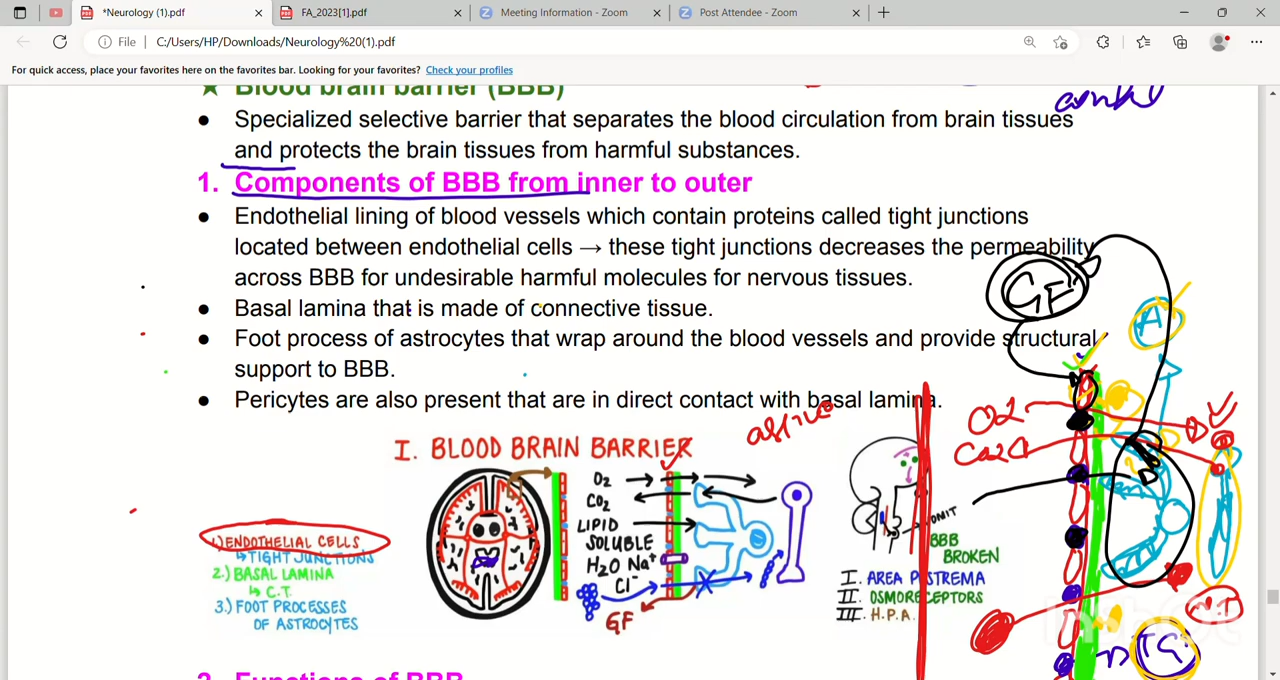 *Neurology (1).pdf
FA_2023[1].pdf
Meeting Information - Zoom
Post Attendee - Zoom
File
C:/Users/HP/Downloads/Neurology%20(1).pdf
For quick access, place your favorites here on the favorites bar. Looking for your favorites? Check your profiles
★ Blood brain barrier (BBB)
● Specialized selective barrier that separates the blood circulation from brain tissues
and protects the brain tissues from harmful substances.
1. Components of BBB from inner to outer
● Endothelial lining of blood vessels which contain proteins called tight junctions
located between endothelial cells → these tight junctions decreases the permeability
across BBB for undesirable harmful molecules for nervous tissues.
● Basal lamina that is made of connective tissue.
● Foot process of astrocytes that wrap around the blood vessels and provide structural
support to BBB.
● Pericytes are also present that are in direct contact with basal lamina.
GF
A
O2
I. BLOOD BRAIN BARRIER
O2
CO2
LIPID
SOLUBLE
H2O Na+
Cl-
GF
1) ENDOTHELIAL CELLS
↳ TIGHT JUNCTIONS
2.) BASAL LAMINA
↳ C.T.
3.) FOOT PROCESSES
OF ASTROCYTES
VOMIT
BBB
BROKEN
I. AREA POSTREMA
II. OSMORECEPTORS
III. H.P.A.
2. Functions of BBB